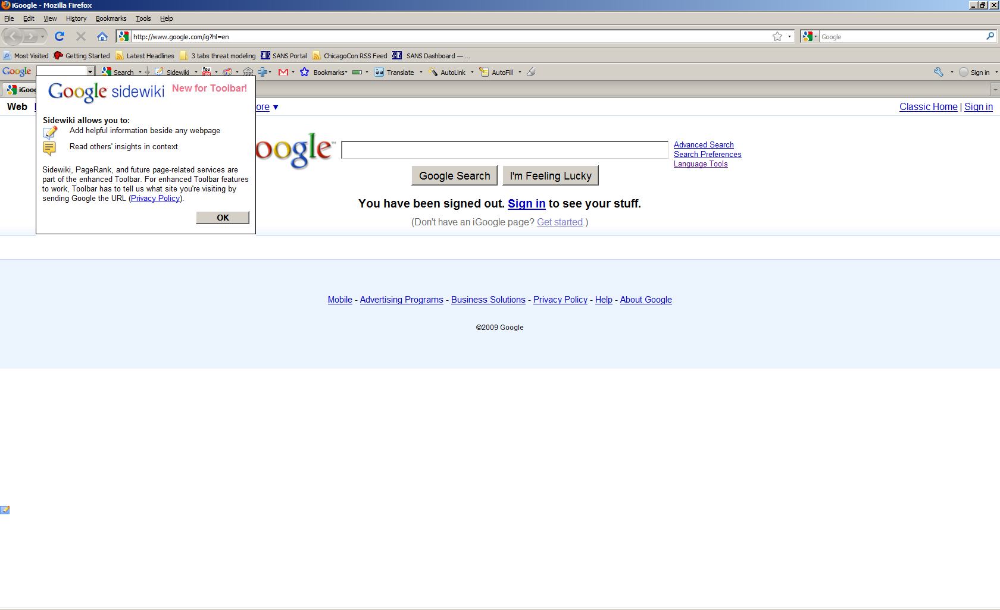 iGoogle - Mozilla Firefox
File Edit View History Bookmarks Tools Help
http://www.google.com/ig?hl=en
Google
Most Visited Getting Started Latest Headlines 3 tabs threat modeling SANS SANS Portal ChicagoCon RSS Feed SANS SANS Dashboard — ...
Google Search Sidewiki You Tube Bookmarks Translate AutoLink AutoFill Sign in
iGoog
Google sidewiki New for Toolbar!
Sidewiki allows you to:
Add helpful information beside any webpage
Read others' insights in context
Sidewiki, PageRank, and future page-related services are
part of the enhanced Toolbar. For enhanced Toolbar features
to work, Toolbar has to tell us what site you're visiting by
sending Google the URL (Privacy Policy).
OK
Web ore ▼ Classic Home | Sign in
oogle™
Advanced Search
Search Preferences
Language Tools
Google Search I'm Feeling Lucky
You have been signed out. Sign in to see your stuff.
(Don't have an iGoogle page? Get started.)
Mobile - Advertising Programs - Business Solutions - Privacy Policy - Help - About Google
©2009 Google